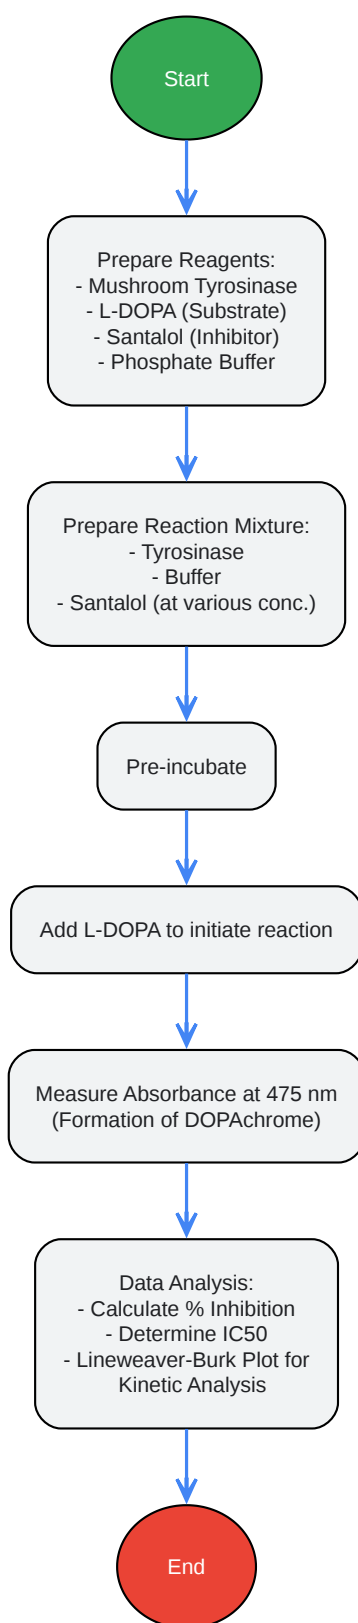 Start
Prepare Reagents:
- Mushroom Tyrosinase
- L-DOPA (Substrate)
- Santalol (Inhibitor)
- Phosphate Buffer
Prepare Reaction Mixture:
- Tyrosinase
- Buffer
- Santalol (at various conc.)
Pre-incubate
Add L-DOPA to initiate reaction
Measure Absorbance at 475 nm
(Formation of DOPAchrome)
Data Analysis:
- Calculate % Inhibition
- Determine IC50
- Lineweaver-Burk Plot for
Kinetic Analysis
End